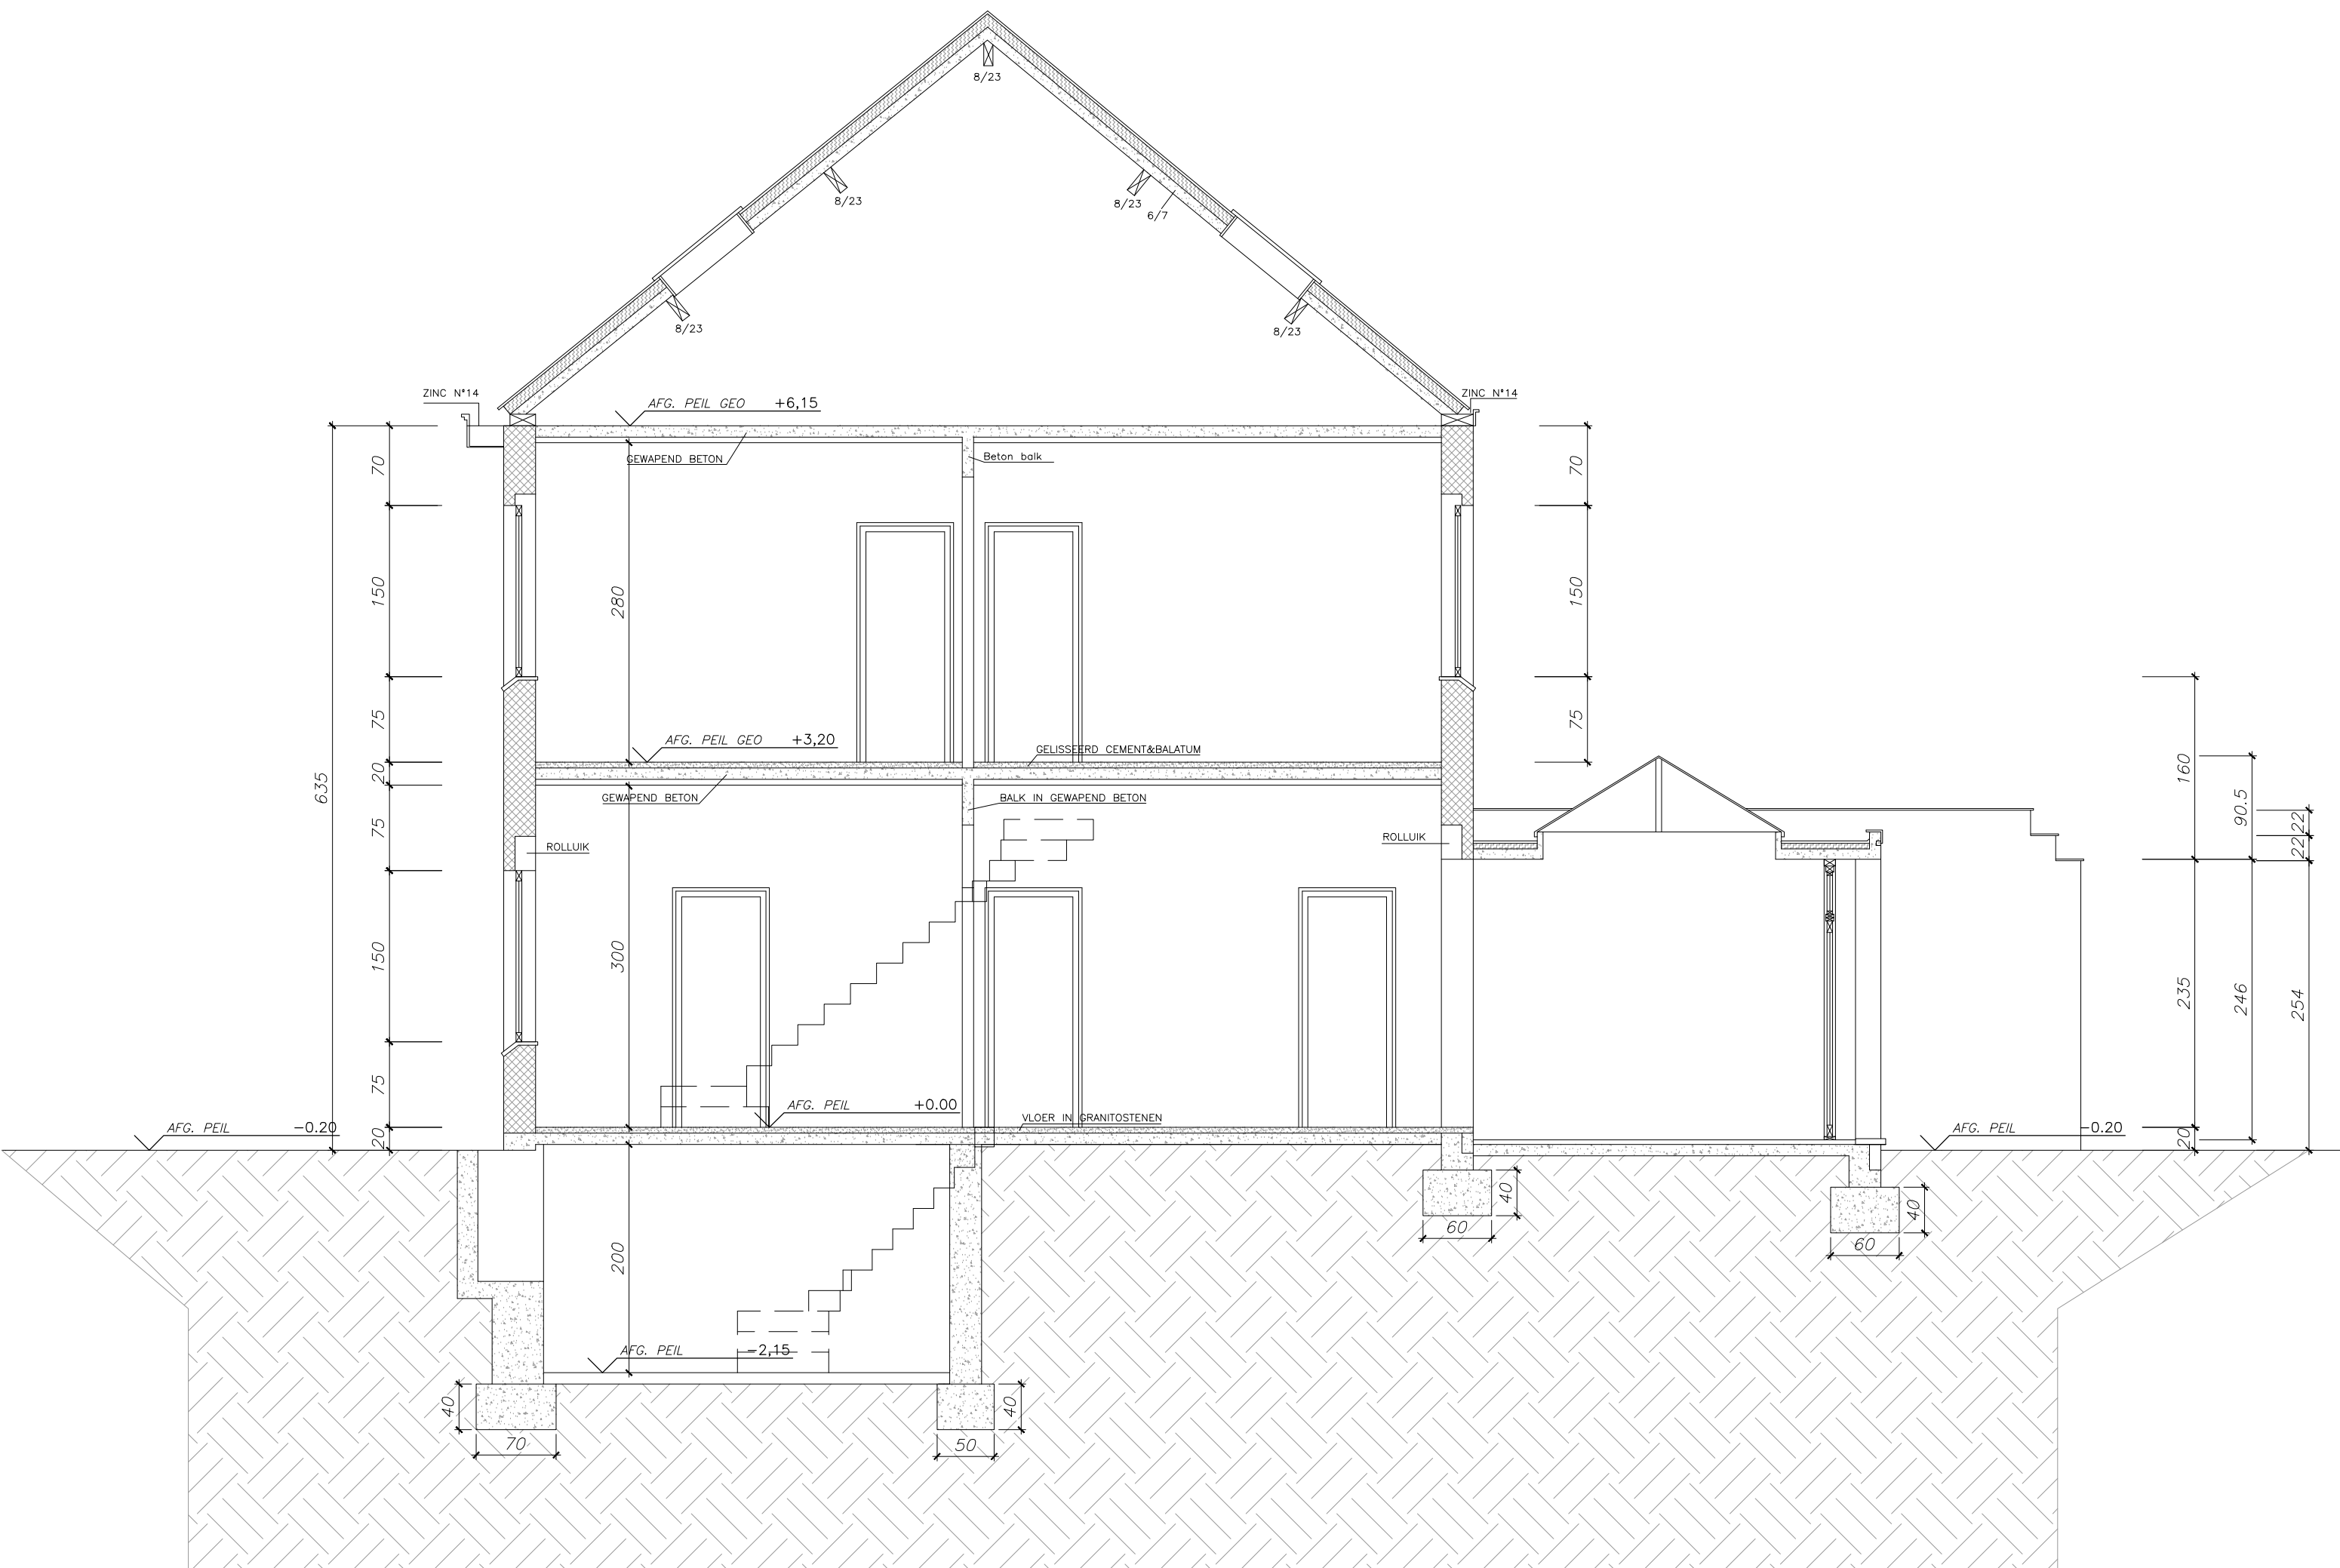 8/23
8/23
8/23
6/7
8/23
8/23
ZINC N°14
ZINC N°14
AFG. PEIL GEO +6,15
GEWAPEND BETON
Beton balk
70
70
280
150
150
75
75
AFG. PEIL GEO +3,20
GELISSEERD CEMENT&BALATUM
635
20
GEWAPEND BETON
BALK IN GEWAPEND BETON
160
90.5
22
22
75
ROLLUIK
ROLLUIK
150
300
235
246
254
75
AFG. PEIL +0.00
VLOER IN GRANITOSTENEN
AFG. PEIL -0.20
20
AFG. PEIL -0.20
20
40
60
40
60
200
AFG. PEIL -2,15
40
70
40
50